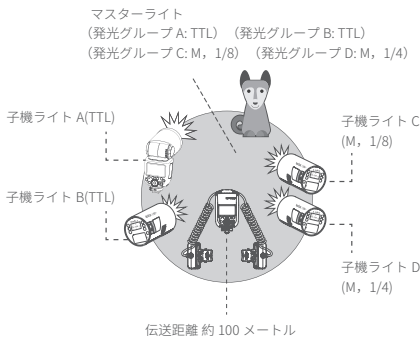 マスターライト
（発光グループ A: TTL）（発光グループ B: TTL）
（発光グループ C: M，1/8）（発光グループ D: M，1/4）
子機ライト A(TTL)
子機ライト C
(M，1/8)
子機ライト B(TTL)
子機ライト D
(M，1/4)
伝送距離 約 100 メートル